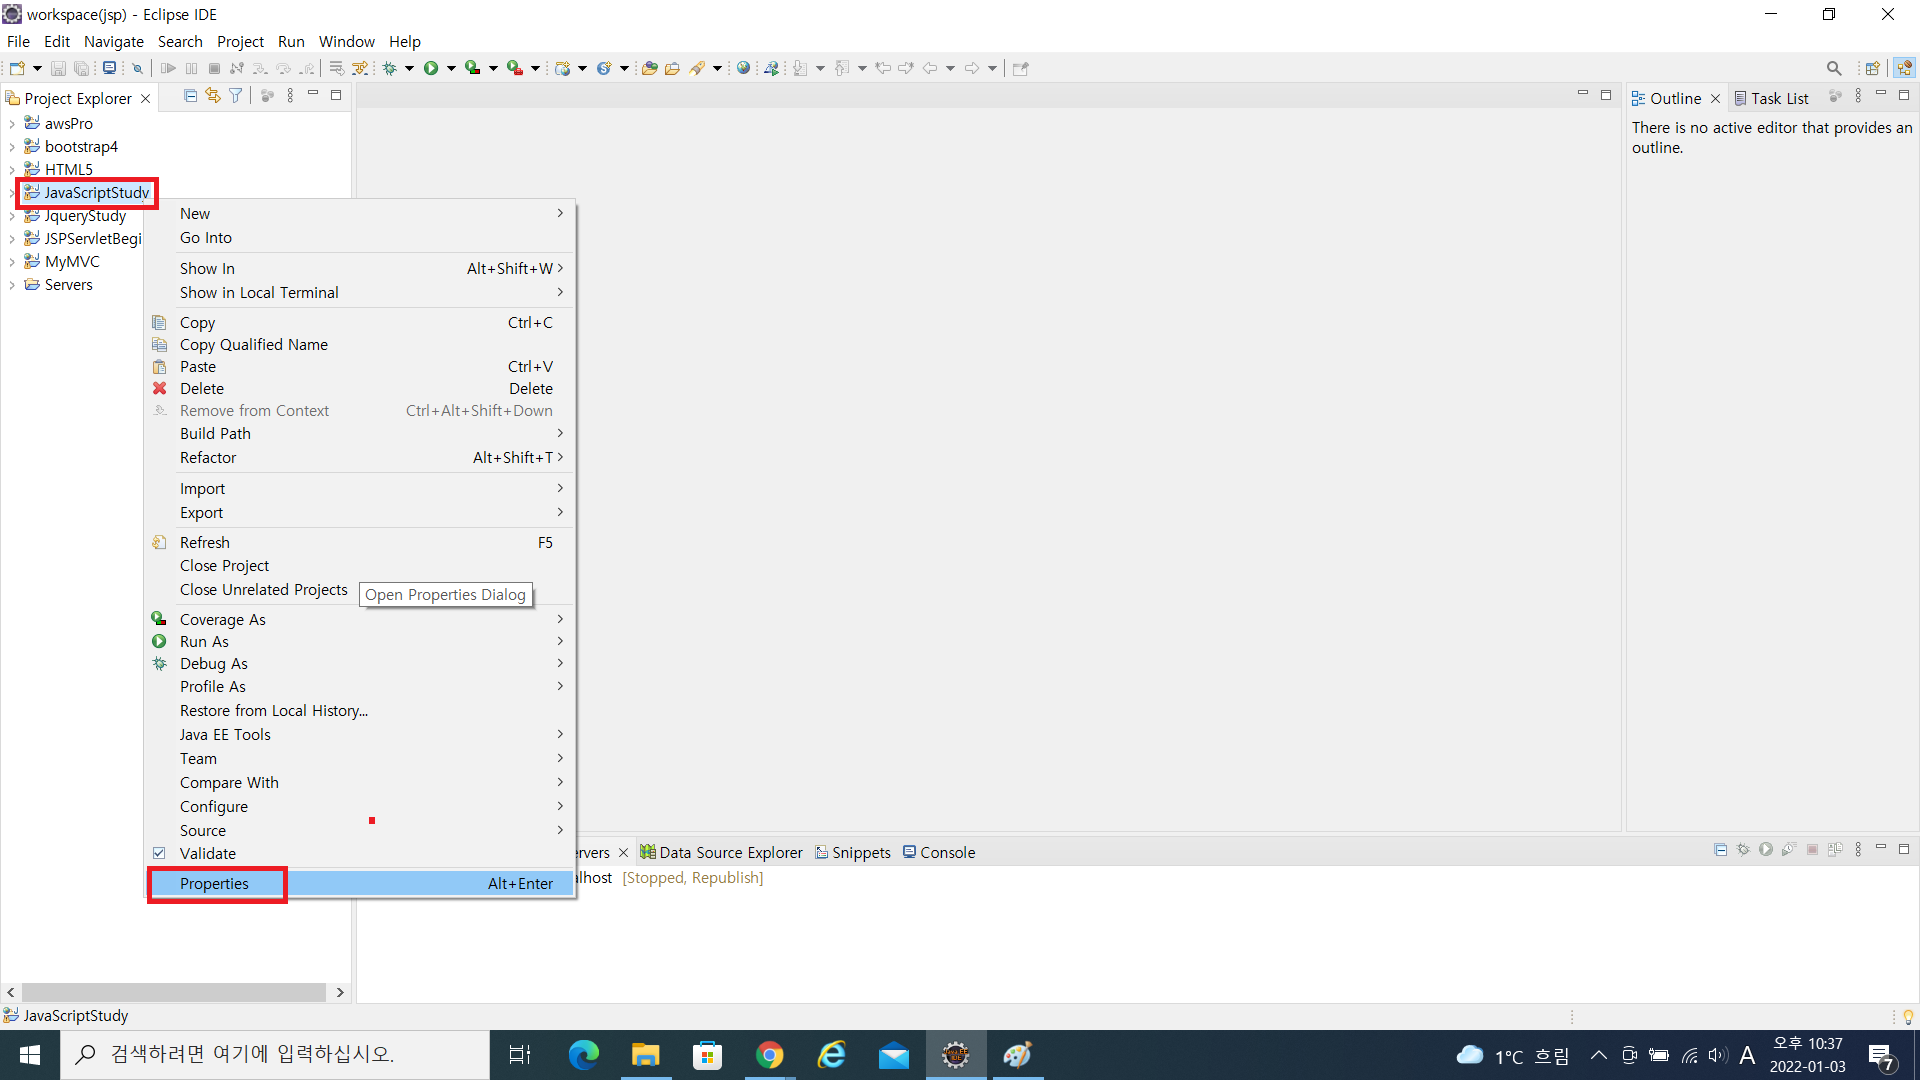 workspace(jsp) - Eclipse IDE
File Edit Navigate Search Project Run Window Help
Project Explorer
awsPro
bootstrap4
HTML5
JavaScriptStudy
JqueryStudy
JSPServletBegi
MyMVC
Servers
New
Go Into
Show In Alt+Shift+W
Show in Local Terminal
Copy Ctrl+C
Copy Qualified Name
Paste Ctrl+V
Delete Delete
Remove from Context Ctrl+Alt+Shift+Down
Build Path
Refactor Alt+Shift+T
Import
Export
Refresh F5
Close Project
Close Unrelated Projects
Open Properties Dialog
Coverage As
Run As
Debug As
Profile As
Restore from Local History...
Java EE Tools
Team
Compare With
Configure
Source
Validate
Properties Alt+Enter
Outline Task List
There is no active editor that provides an
outline.
ervers Data Source Explorer Snippets Console
alhost [Stopped, Republish]
JavaScriptStudy
검색하려면 여기에 입력하십시오.
1°C 흐림
A
오후 10:37
2022-01-03
7